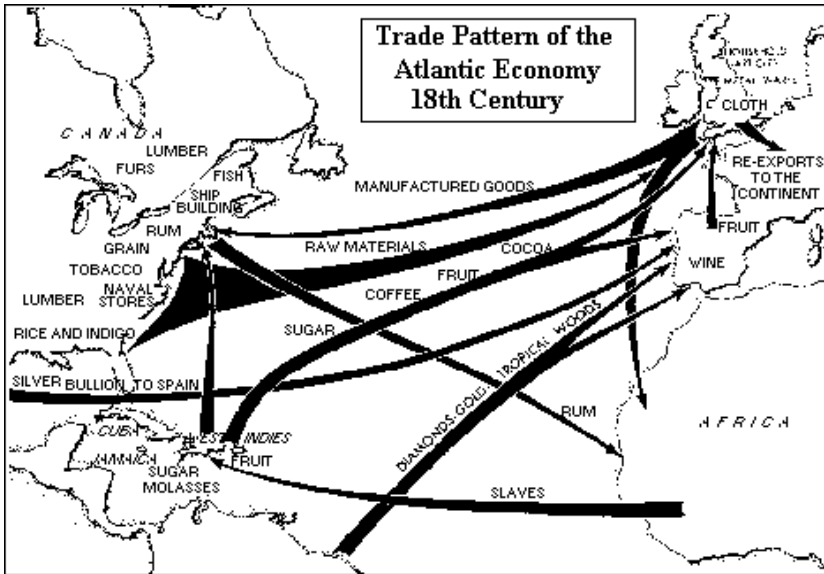 Trade Pattern of the
Atlantic Economy
18th Century
CANADA
LUMBER
FURS
FISH
SHIP
BUILDING
RUM
GRAIN
TOBACCO
NAVAL
STORES
LUMBER
RICE AND INDIGO
CLOTH
RE-EXPORTS
TO THE
CONTINENT
FRUIT
WINE
MANUFACTURED GOODS
RAW MATERIALS
COCOA
FRUIT
COFFEE
SUGAR
SILVER BULLION TO SPAIN
DIAMONDS-GOLD-TROPICAL WOODS
RUM
AFRICA
CUBA
WEST INDIES
JAMAICA
FRUIT
SUGAR
MOLASSES
SLAVES